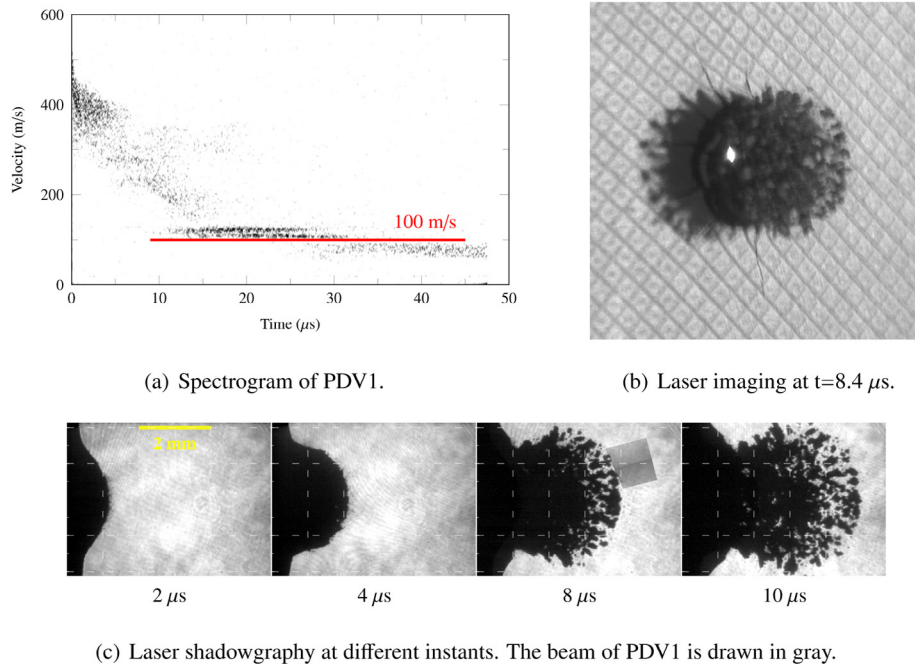 600
400
200
0
Velocity (m/s)
100 m/s
0 10 20 30 40 50
Time (μs)
(a) Spectrogram of PDV1.
(b) Laser imaging at t=8.4 μs.
2 mm
2 μs 4 μs 8 μs 10 μs
(c) Laser shadowgraphy at different instants. The beam of PDV1 is drawn in gray.